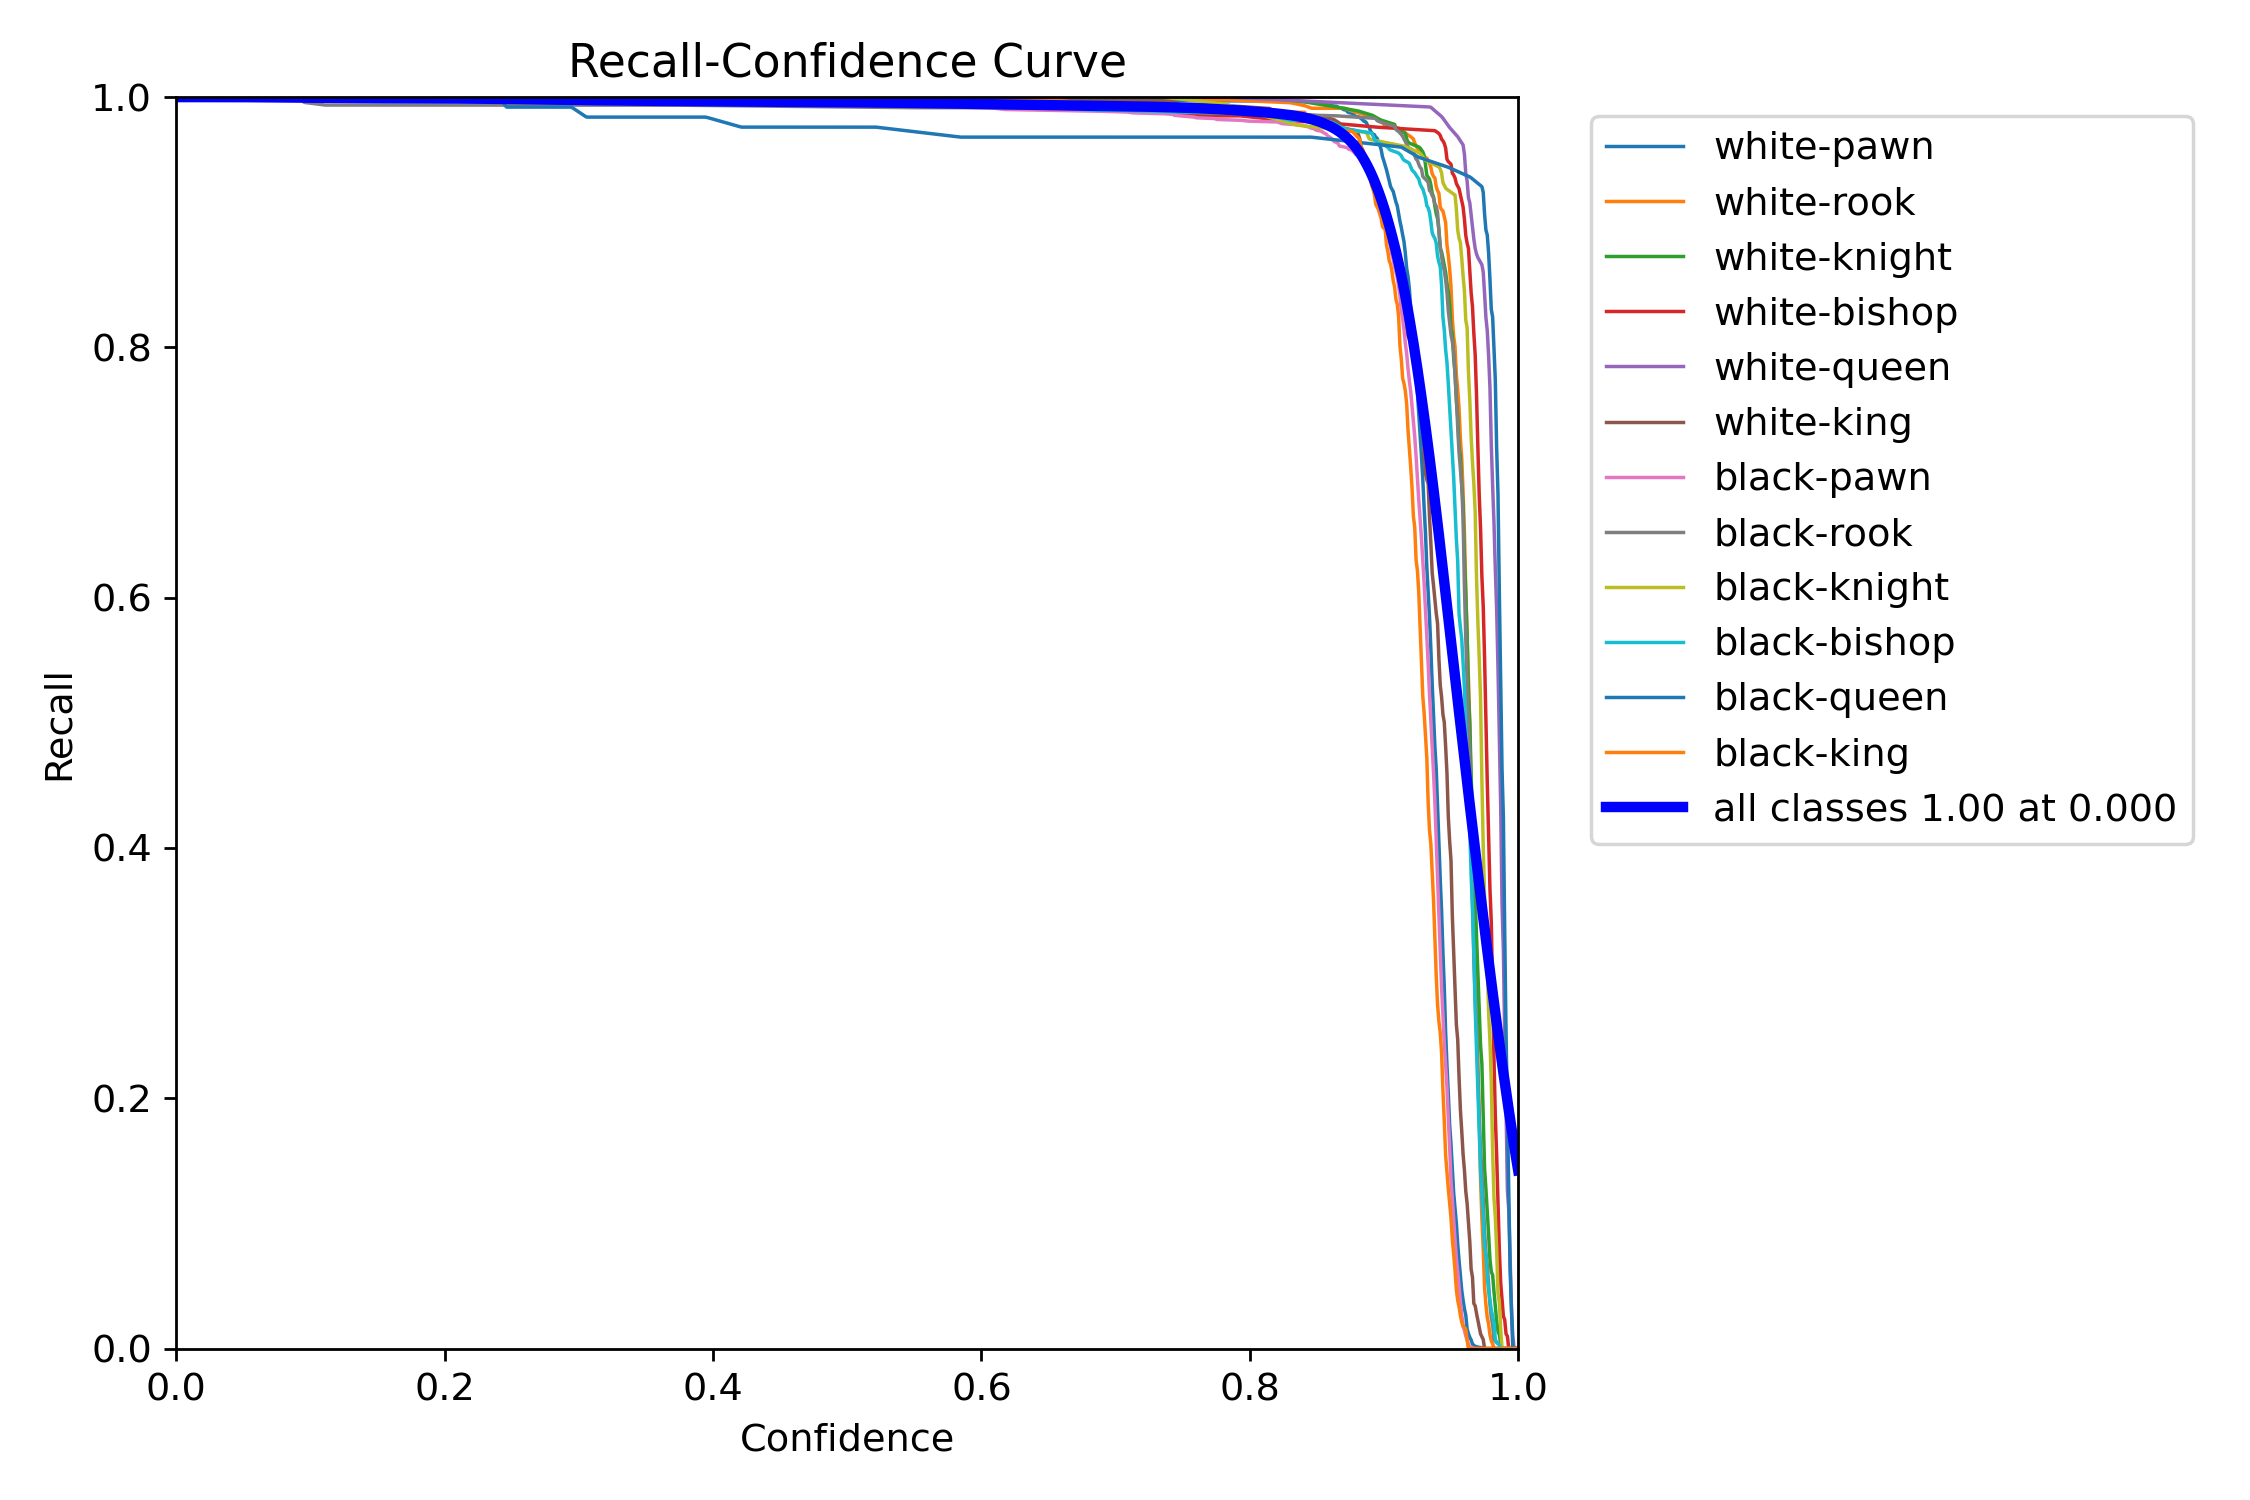 Recall-Confidence Curve
1.0
0.8
0.6
0.4
0.2
0.0
Recall
0.0 0.2 0.4 0.6 0.8 1.0
Confidence
white-pawn
white-rook
white-knight
white-bishop
white-queen
white-king
black-pawn
black-rook
black-knight
black-bishop
black-queen
black-king
all classes 1.00 at 0.000